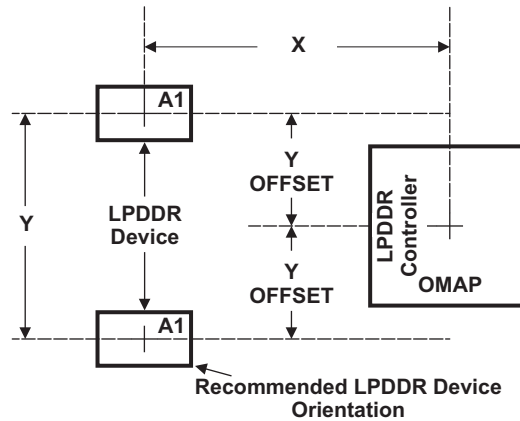 X
A1
Y
OFFSET
Y
LPDDR
Device
LPDDR
Controller
OMAP
Y
OFFSET
A1
Recommended LPDDR Device
Orientation